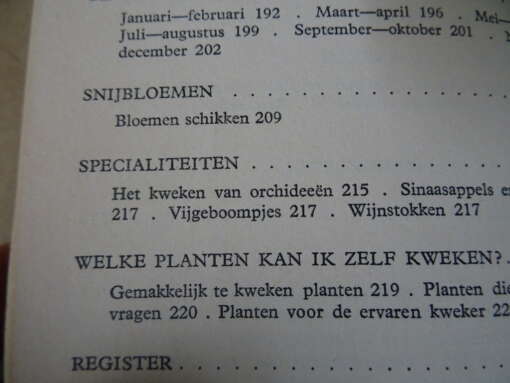 Januari—februari 192 . Maart—april 196 . Mei—
Juli—augustus 199 . September—oktober 201 .
december 202
SNIJBLOEMEN . . . . . . . . . . . . . . . .
Bloemen schikken 209
SPECIALITEITEN . . . . . . . . . . . . . .
Het kweken van orchideeën 215 . Sinaasappels
217 . Vijgeboompjes 217 . Wijnstokken 217
WELKE PLANTEN KAN IK ZELF KWEKEN? .
Gemakkelijk te kweken planten 219 . Planten die
vragen 220 . Planten voor de ervaren kweker
REGISTER . . . . . . . . . . . . . . . . .